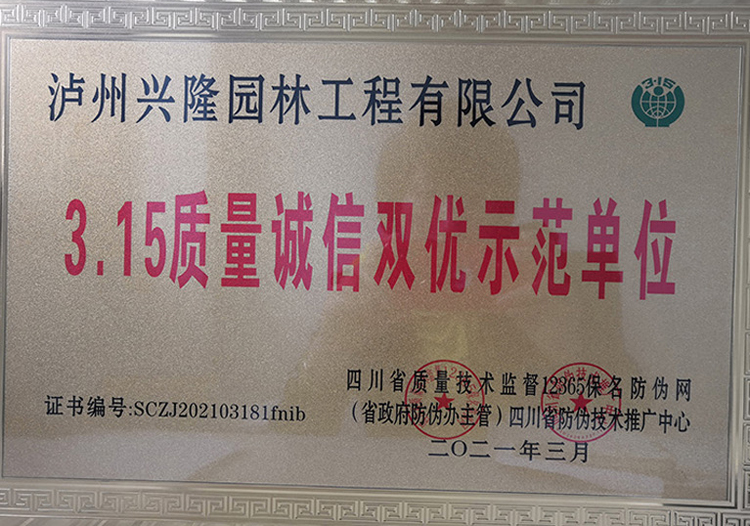 泸州兴隆园林工程有限公司
3·15
3.15质量诚信双优示范单位
四川省质量技术监督12365保名防伪网
证书编号:SCZJ202103181fnib
(省政府防伪办主管)四川省防伪技术推广中心
二〇二一年三月